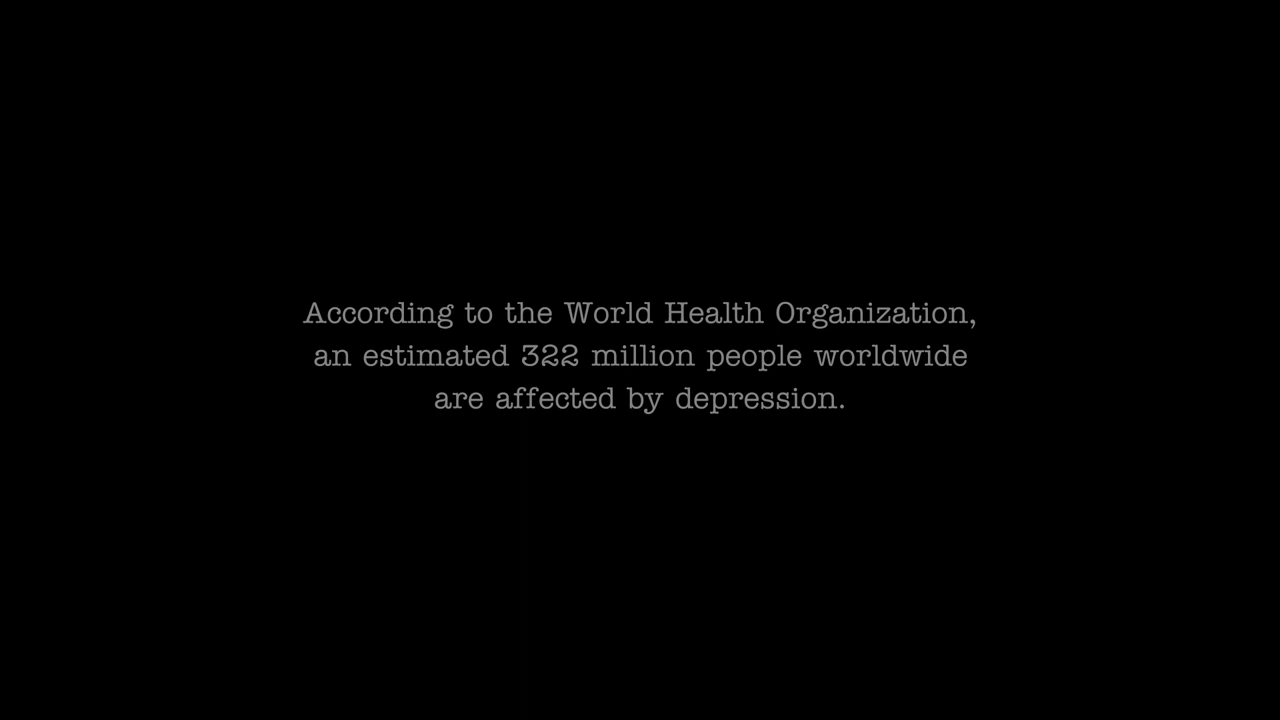 According to the World Health Organization,
an estimated 322 million people worldwide
are affected by depression.